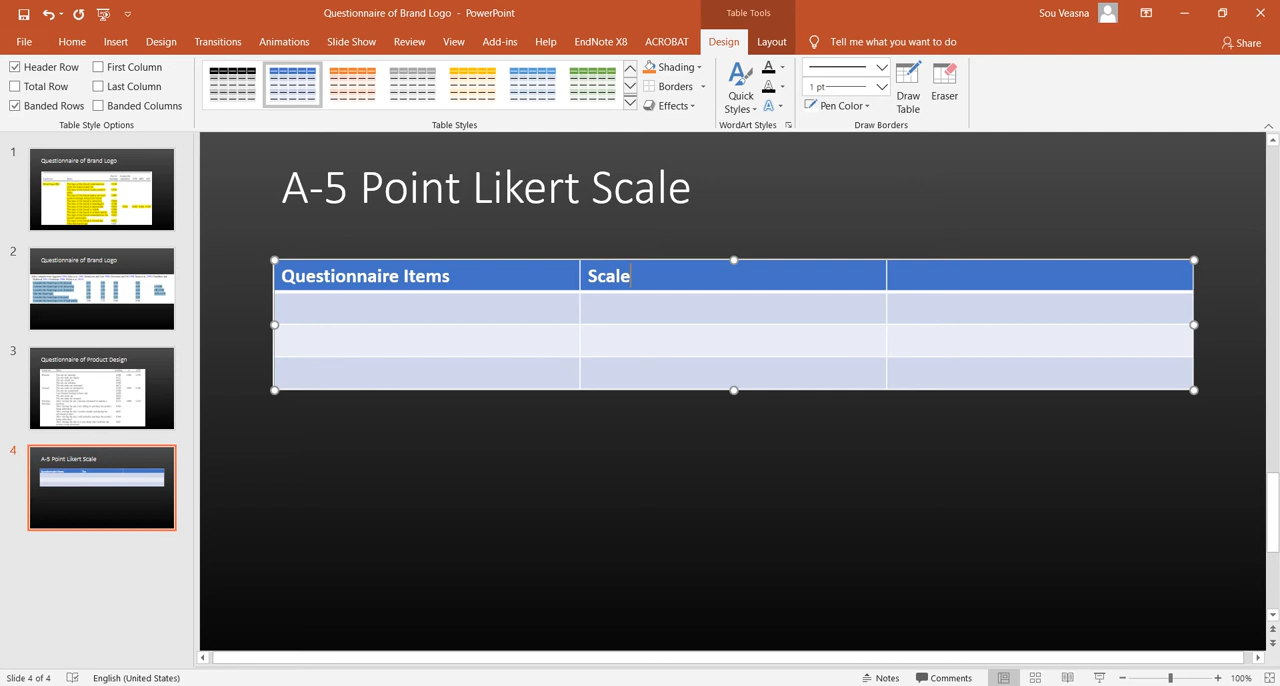 Questionnaire of Brand Logo - PowerPoint
Table Tools
Sou Veasna
File Home Insert Design Transitions Animations Slide Show Review View Add-ins Help EndNote X8 ACROBAT Design Layout Tell me what you want to do
Share
Header Row First Column
Total Row Last Column
Banded Rows Banded Columns
Table Style Options
Table Styles
Shading
Borders
Effects
Quick
Styles
WordArt Styles
1 pt
Pen Color
Draw
Table
Eraser
Draw Borders
1
Questionnaire of Brand Logo
2
Questionnaire of Brand Logo
3
Questionnaire of Product Design
4
A-5 Point Likert Scale
A-5 Point Likert Scale
Questionnaire Items Scale
Slide 4 of 4 English (United States) Notes Comments 100%